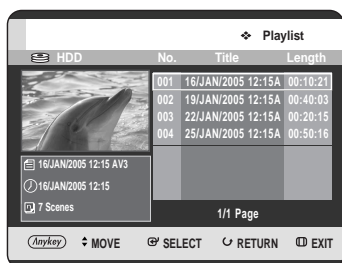 ❖ Playlist
HDD No. Title Length
001 16/JAN/2005 12:15A 00:10:21
002 19/JAN/2005 12:15A 00:40:03
003 22/JAN/2005 12:15A 00:20:15
004 25/JAN/2005 12:15A 00:50:16
16/JAN/2005 12:15 AV3
16/JAN/2005 12:15
7 Scenes
1/1 Page
Anykey MOVE SELECT RETURN EXIT